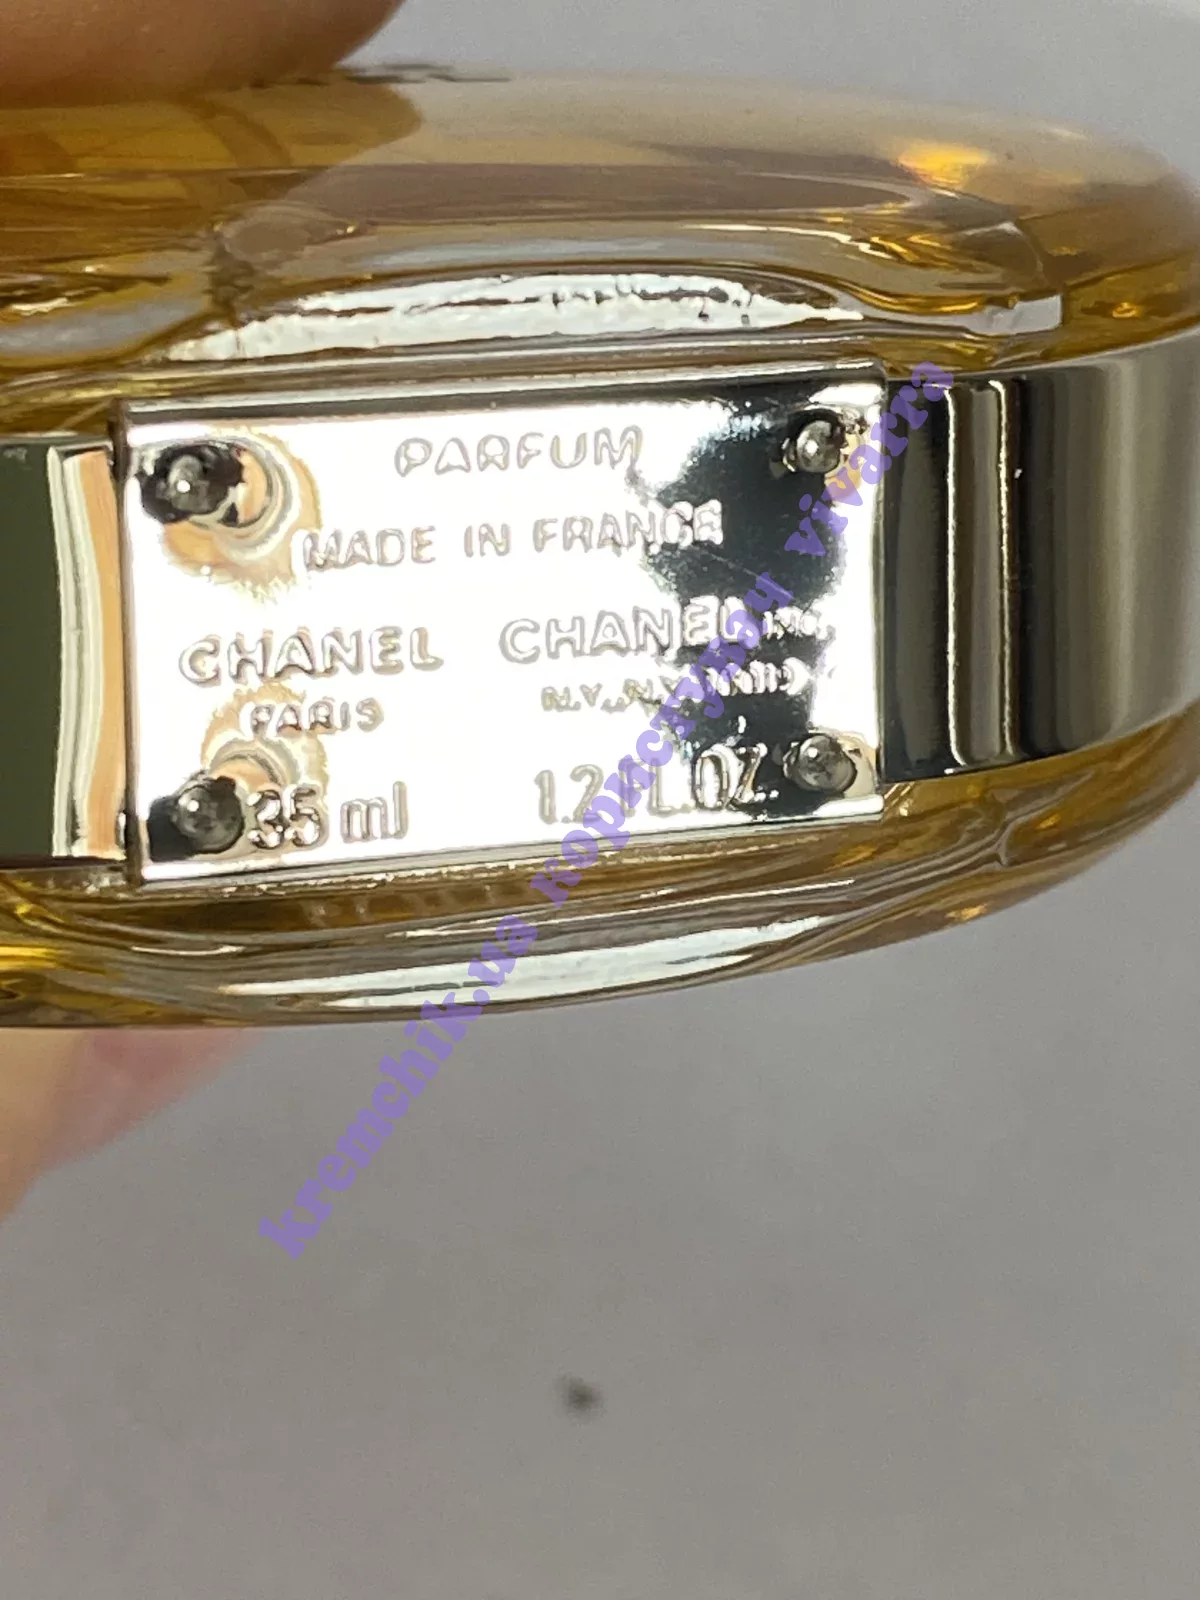 PARFUM
MADE IN FRANCE
CHANEL CHANEL INC.
PARIS N.Y., N.Y.
35 ml 1.2 FL.OZ
kremchik.ua користувач vivarra